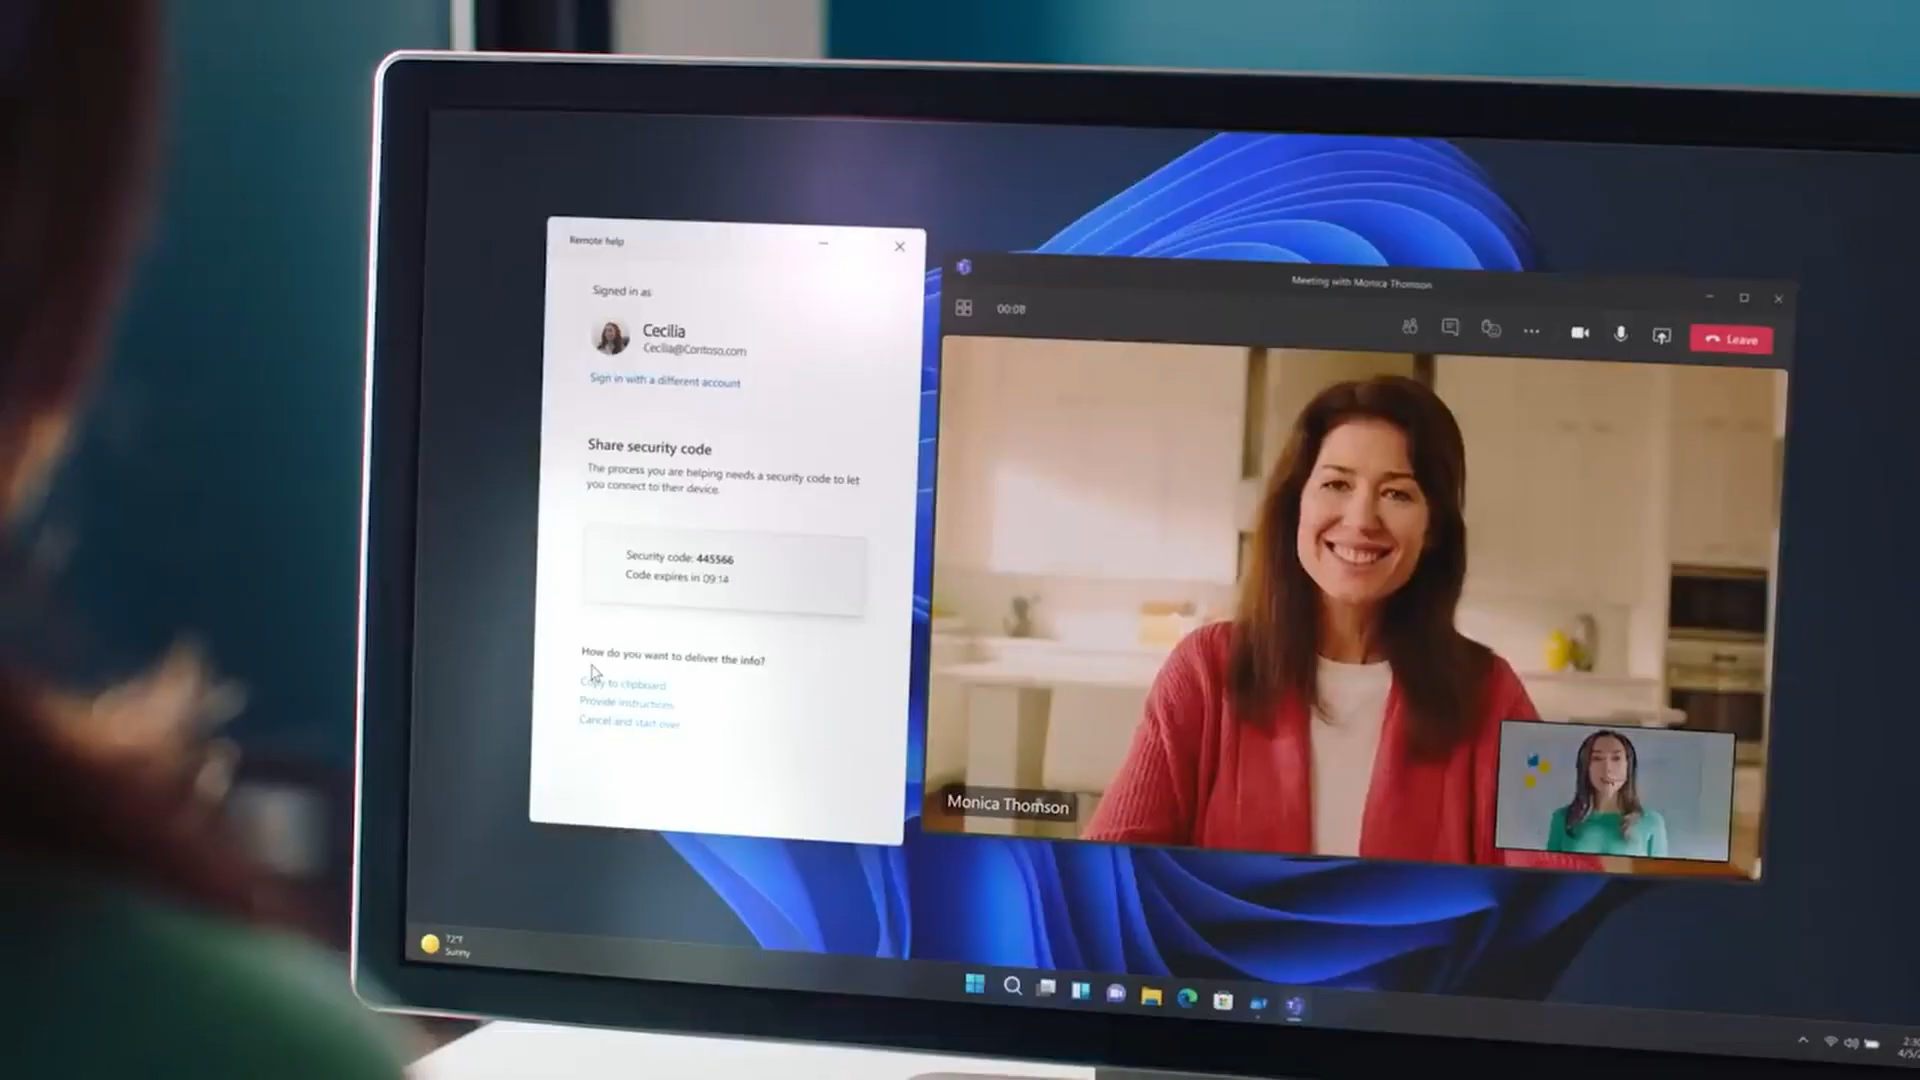 Remote help
Signed in as
Cecilia
Cecilia@Contoso.com
Sign in with a different account
Share security code
The process you are helping needs a security code to let
you connect to their device.
Security code: 445566
Code expires in 09:14
How do you want to deliver the info?
Copy to clipboard
Provide instructions
Cancel and start over
Meeting with Monica Thomson
00:08
Leave
Monica Thomson
72°F
Sunny